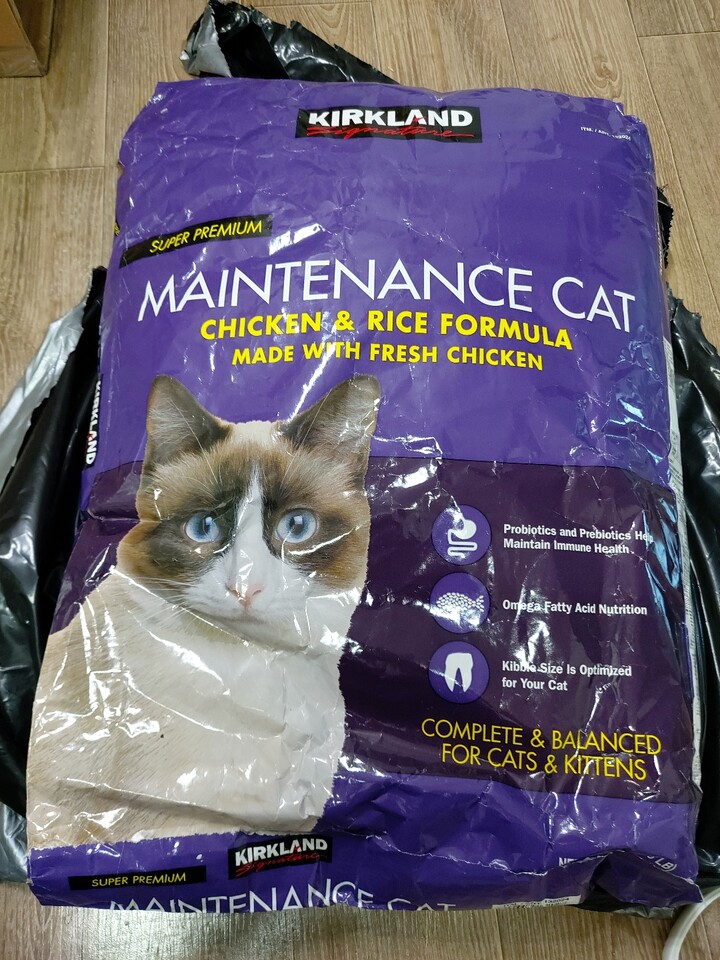 KIRKLAND
Signature
SUPER PREMIUM
MAINTENANCE CAT
CHICKEN & RICE FORMULA
MADE WITH FRESH CHICKEN
KIRKLAND
Probiotics and Prebiotics
Maintain Immune Health
Omega Fatty Acid Nutrition
Kibble Size Is Optimized
for Your Cat
COMPLETE & BALANCED
FOR CATS & KITTENS
KIRKLAND
Signature
SUPER PREMIUM
LB)
MAINTENANCE CAT